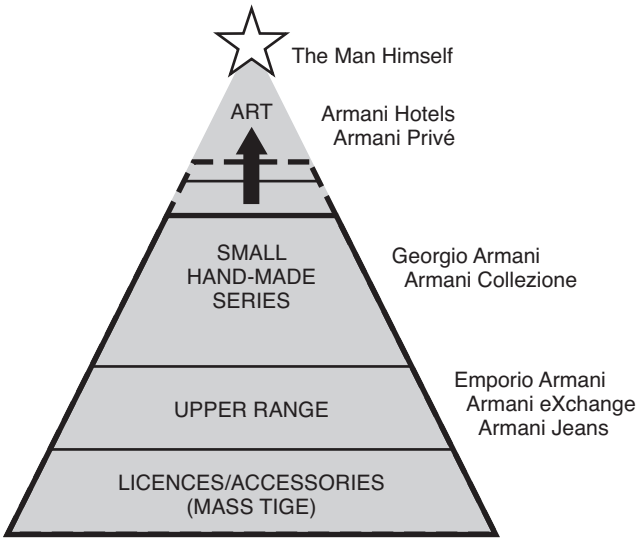 The Man Himself
ART
Armani Hotels
Armani Privé
SMALL
HAND-MADE
SERIES
Georgio Armani
Armani Collezione
Emporio Armani
Armani eXchange
Armani Jeans
UPPER RANGE
LICENCES/ACCESSORIES
(MASS TIGE)